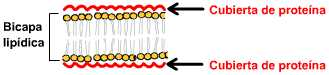 Cubierta de proteína
Bicapa
lipídica
Cubierta de proteína